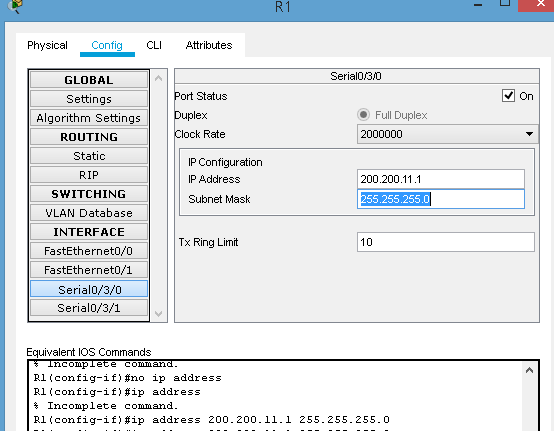 R1
Physical Config CLI Attributes
GLOBAL
Settings
Algorithm Settings
ROUTING
Static
RIP
SWITCHING
VLAN Database
INTERFACE
FastEthernet0/0
FastEthernet0/1
Serial0/3/0
Serial0/3/1
Serial0/3/0
Port Status On
Duplex Full Duplex
Clock Rate 2000000
IP Configuration
IP Address 200.200.11.1
Subnet Mask 255.255.255.0
Tx Ring Limit 10
Equivalent IOS Commands
% Incomplete command.
R1(config-if)#no ip address
R1(config-if)#ip address
% Incomplete command.
R1(config-if)#ip address 200.200.11.1 255.255.255.0